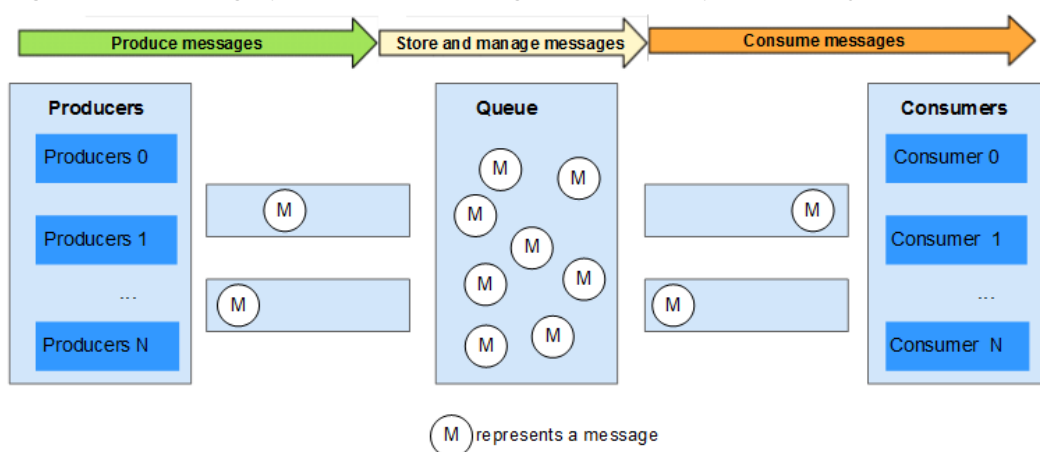 Produce messages
Store and manage messages
Consume messages
Producers
Producers 0
Producers 1
...
Producers N
M
M
Queue
M
M
M
M
M
M
M
M
M
M
Consumers
Consumer 0
Consumer 1
...
Consumer N
M represents a message